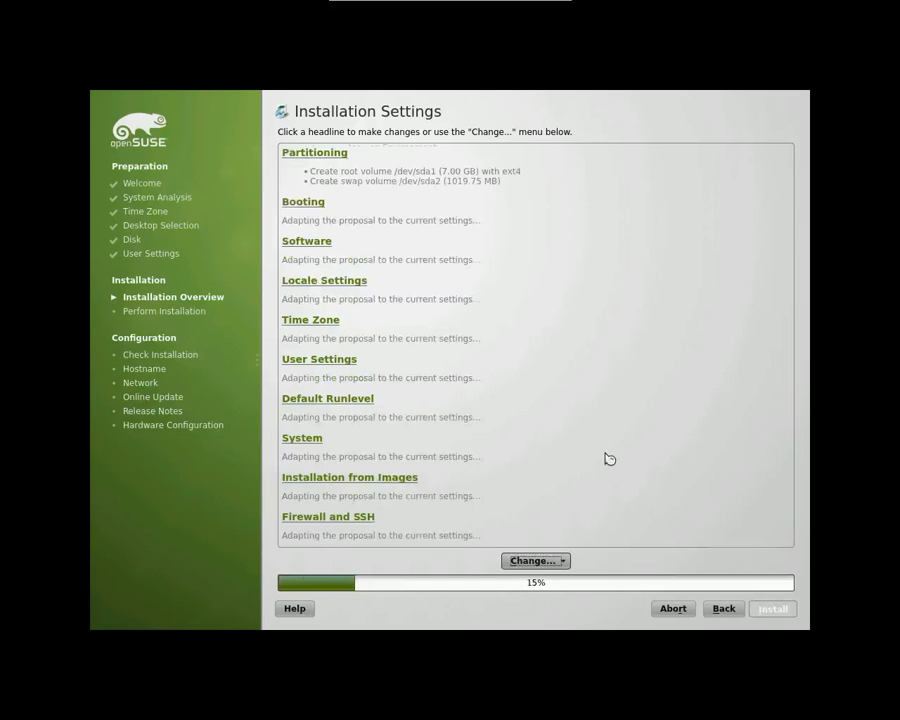 openSUSE
Preparation
Welcome
System Analysis
Time Zone
Desktop Selection
Disk
User Settings
Installation
Installation Overview
Perform Installation
Configuration
Check Installation
Hostname
Network
Online Update
Release Notes
Hardware Configuration
Installation Settings
Click a headline to make changes or use the "Change..." menu below.
Partitioning
• Create root volume /dev/sda1 (7.00 GB) with ext4
• Create swap volume /dev/sda2 (1019.75 MB)
Booting
Adapting the proposal to the current settings...
Software
Adapting the proposal to the current settings...
Locale Settings
Adapting the proposal to the current settings...
Time Zone
Adapting the proposal to the current settings...
User Settings
Adapting the proposal to the current settings...
Default Runlevel
Adapting the proposal to the current settings...
System
Adapting the proposal to the current settings...
Installation from Images
Adapting the proposal to the current settings...
Firewall and SSH
Adapting the proposal to the current settings...
Change...
15%
Help
Abort
Back
Install